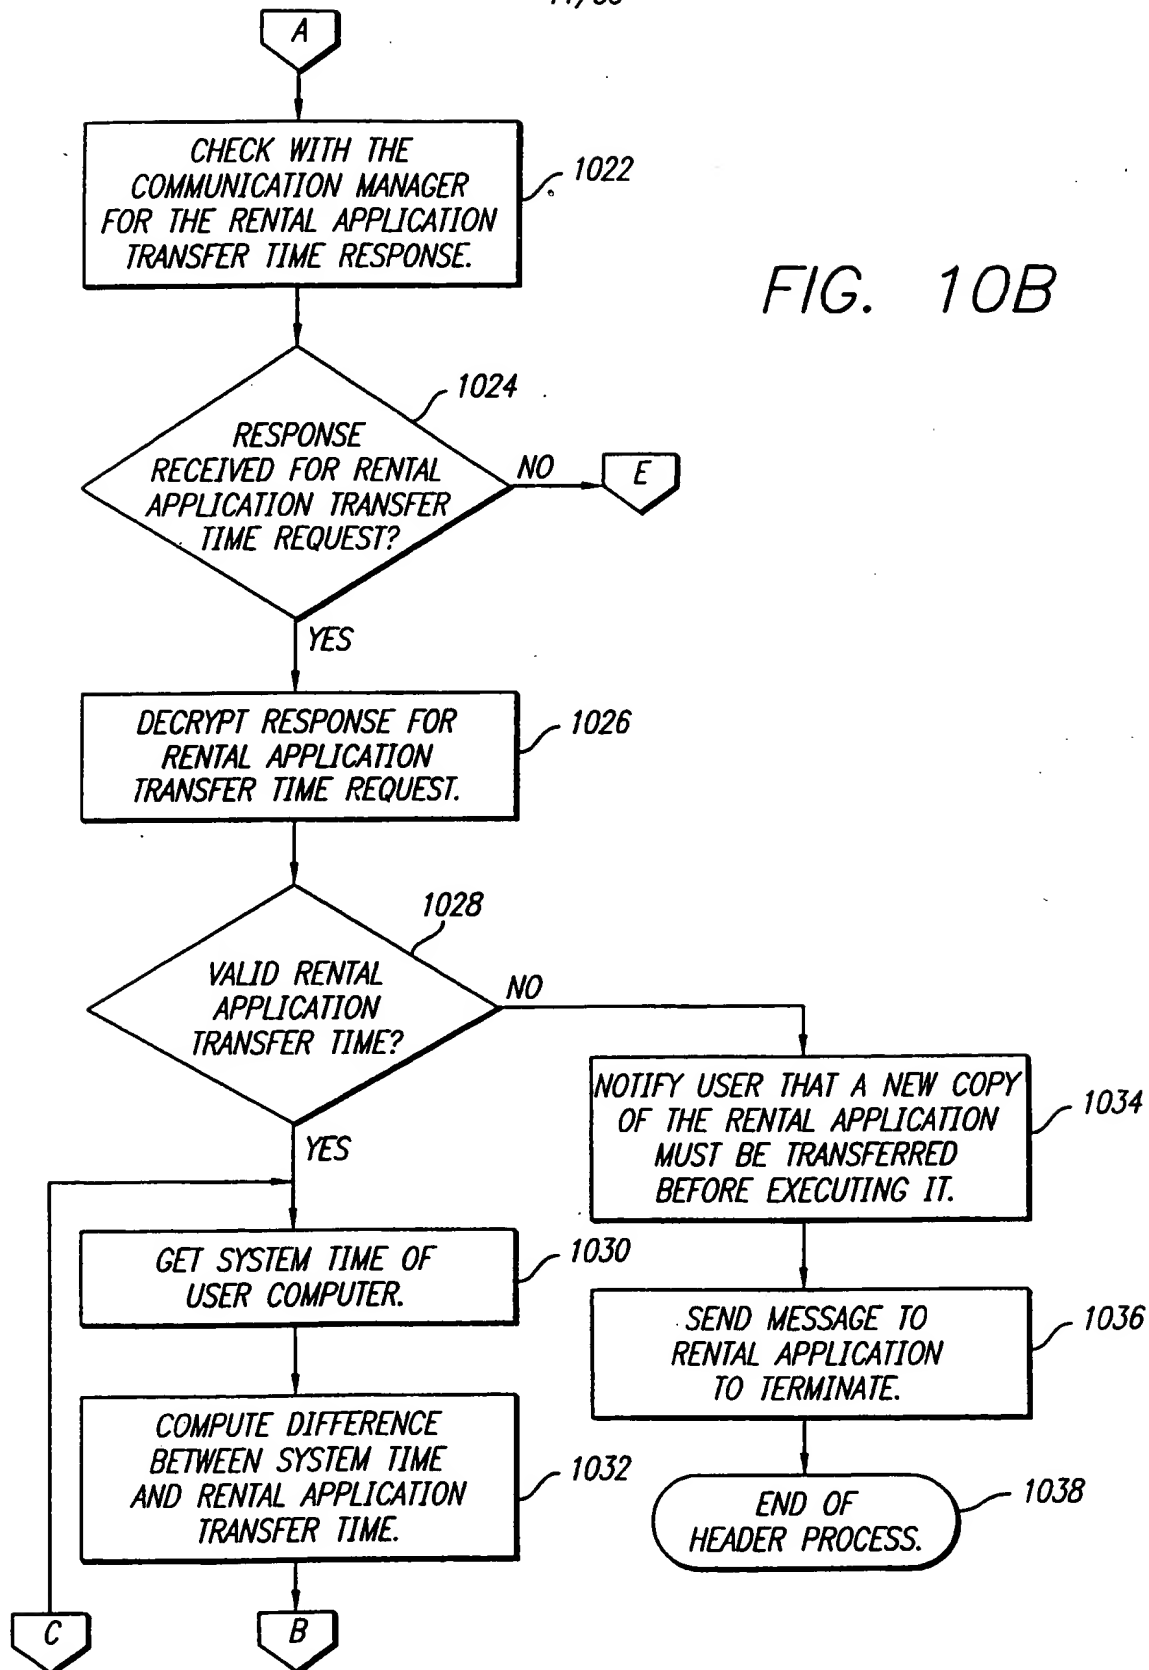 A
CHECK WITH THE
COMMUNICATION MANAGER
FOR THE RENTAL APPLICATION
TRANSFER TIME RESPONSE.
1022
FIG. 10B
1024
RESPONSE
RECEIVED FOR RENTAL
APPLICATION TRANSFER
TIME REQUEST?
NO
E
YES
DECRYPT RESPONSE FOR
RENTAL APPLICATION
TRANSFER TIME REQUEST.
1026
1028
VALID RENTAL
APPLICATION
TRANSFER TIME?
NO
YES
NOTIFY USER THAT A NEW COPY
OF THE RENTAL APPLICATION
MUST BE TRANSFERRED
BEFORE EXECUTING IT.
1034
GET SYSTEM TIME OF
USER COMPUTER.
1030
SEND MESSAGE TO
RENTAL APPLICATION
TO TERMINATE.
1036
COMPUTE DIFFERENCE
BETWEEN SYSTEM TIME
AND RENTAL APPLICATION
TRANSFER TIME.
1032
END OF
HEADER PROCESS.
1038
C
B